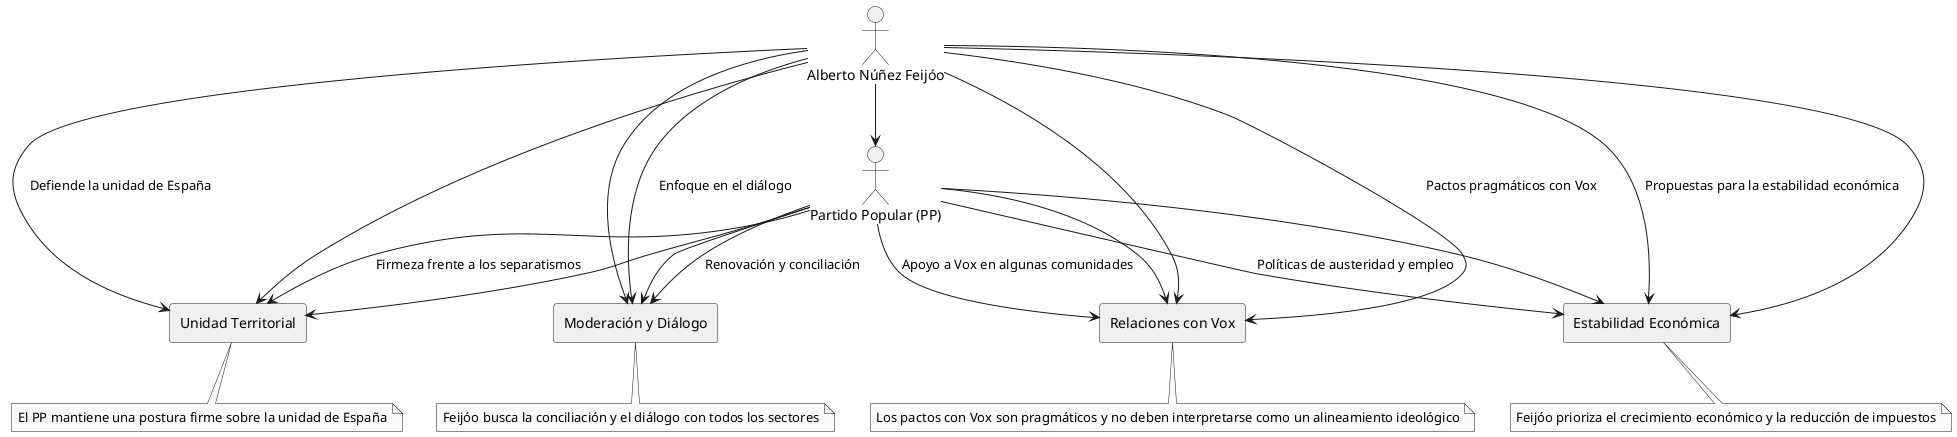 Alberto Núñez Feijóo
Defiende la unidad de España
Enfoque en el diálogo
Pactos pragmáticos con Vox
Propuestas para la estabilidad económica
Partido Popular (PP)
Firmeza frente a los separatismos
Renovación y conciliación
Apoyo a Vox en algunas comunidades
Políticas de austeridad y empleo
Unidad Territorial
Moderación y Diálogo
Relaciones con Vox
Estabilidad Económica
El PP mantiene una postura firme sobre la unidad de España
Feijóo busca la conciliación y el diálogo con todos los sectores
Los pactos con Vox son pragmáticos y no deben interpretarse como un alineamiento ideológico
Feijóo prioriza el crecimiento económico y la reducción de impuestos